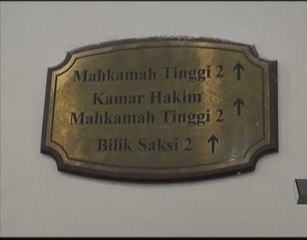 Mahkamah Tinggi 2 ↑
Kamar Hakim
Mahkamah Tinggi 2 ↑
Bilik Saksi 2 ↑